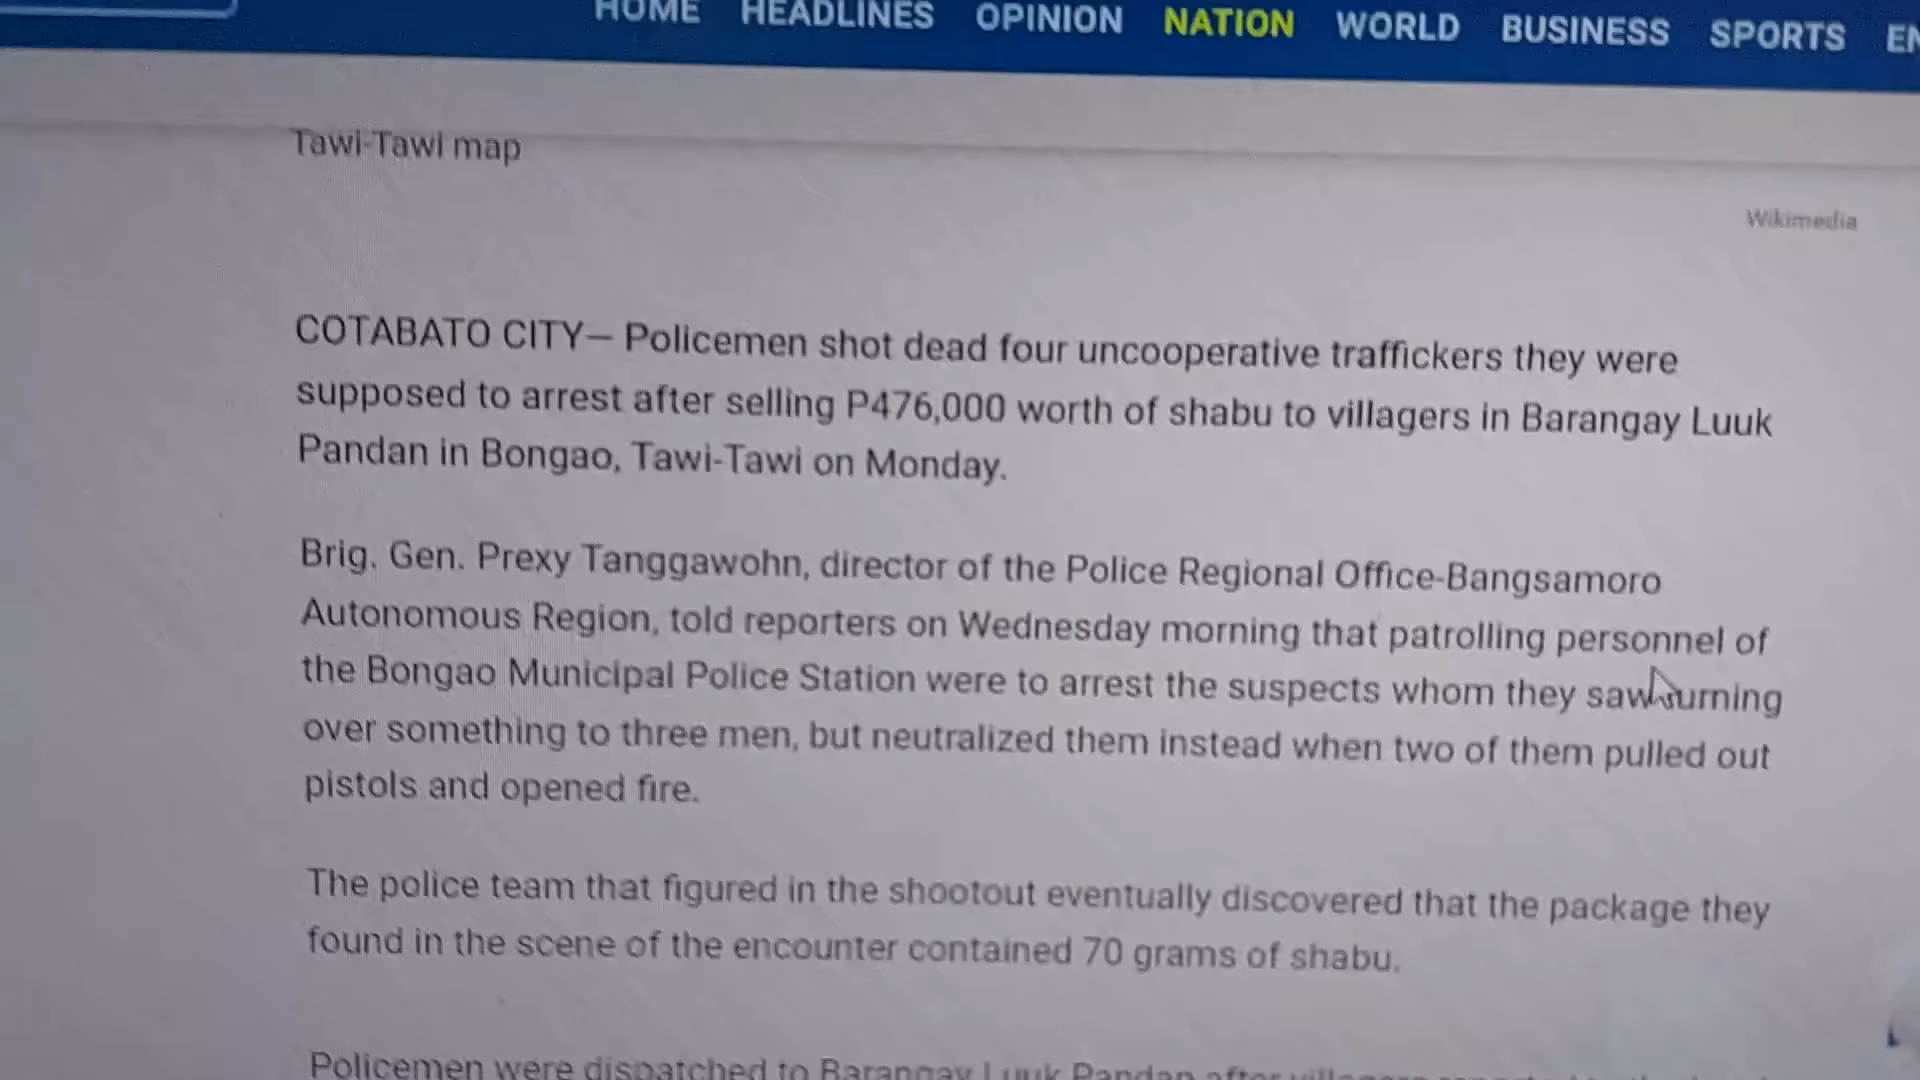 HOME HEADLINES OPINION NATION WORLD BUSINESS SPORTS
Tawi-Tawi map
Wikimedia
COTABATO CITY— Policemen shot dead four uncooperative traffickers they were
supposed to arrest after selling P476,000 worth of shabu to villagers in Barangay Luuk
Pandan in Bongao, Tawi-Tawi on Monday.
Brig. Gen. Prexy Tanggawohn, director of the Police Regional Office-Bangsamoro
Autonomous Region, told reporters on Wednesday morning that patrolling personnel of
the Bongao Municipal Police Station were to arrest the suspects whom they saw turning
over something to three men, but neutralized them instead when two of them pulled out
pistols and opened fire.
The police team that figured in the shootout eventually discovered that the package they
found in the scene of the encounter contained 70 grams of shabu.
Policemen were dispatched to Barangay Luuk Pandan after